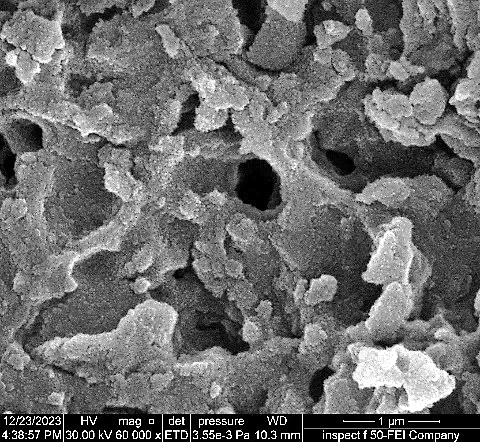 12/23/2023 HV mag □ det pressure WD 1 µm
4:38:57 PM 30.00 kV 60 000 x ETD 3.55e-3 Pa 10.3 mm inspect f 50-FEI Company